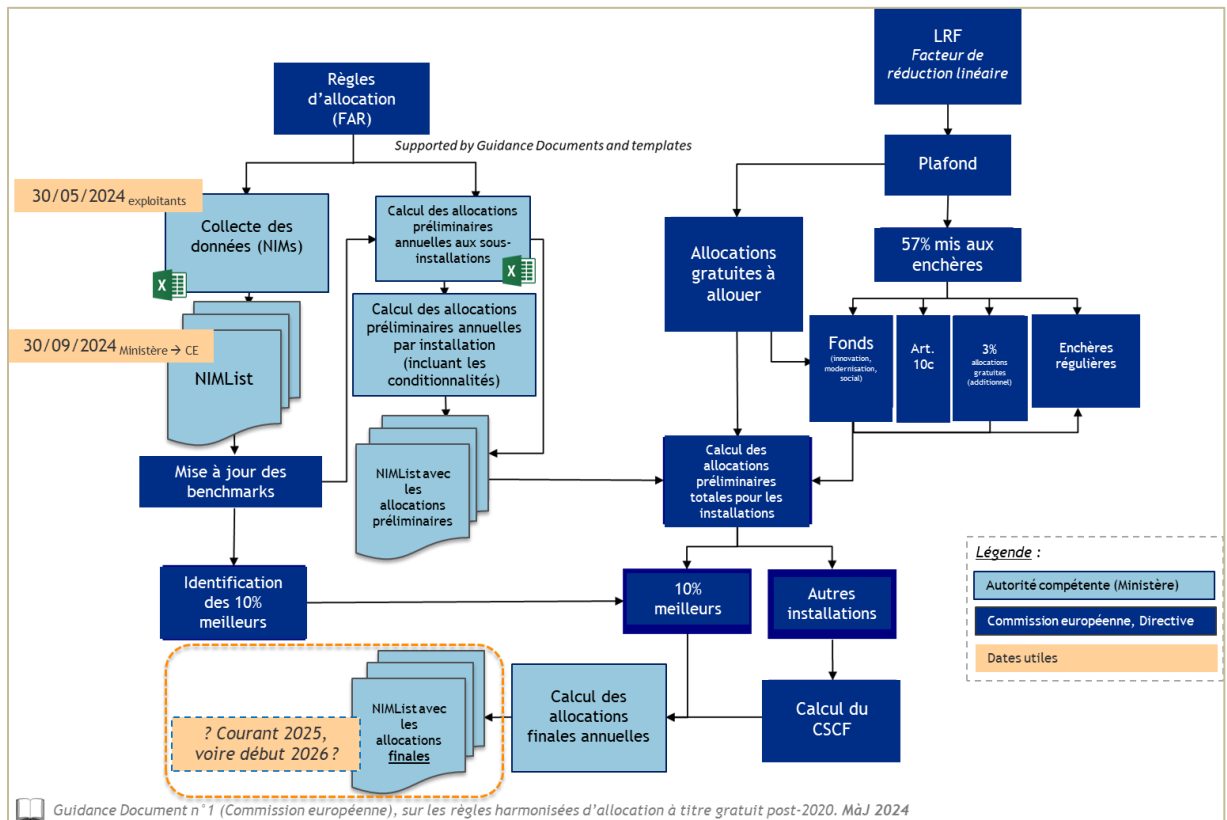 LRF
Facteur de
réduction linéaire
Règles
d'allocation
(FAR)
Supported by Guidance Documents and templates
Plafond
30/05/2024 exploitants
Collecte des
données (NIMs)
Calcul des allocations
préliminaires
annuelles aux sous-
installations
Allocations
gratuites à
allouer
57% mis aux
enchères
Calcul des allocations
préliminaires annuelles
par installation
(incluant les
conditionnalités)
30/09/2024 Ministère → CE
NIMList
Fonds
(innovation,
modernisation,
social)
Art.
10c
3%
allocations
gratuites
(additionnel)
Enchères
régulières
Mise à jour des
benchmarks
NIMList avec
les
allocations
préliminaires
Calcul des
allocations
préliminaires
totales pour les
installations
Légende :
Autorité compétente (Ministère)
Commission européenne, Directive
Dates utiles
Identification
des 10%
meilleurs
10%
meilleurs
Autres
installations
? Courant 2025,
voire début 2026 ?
NIMList avec
les
allocations
finales
Calcul des
allocations
finales annuelles
Calcul du
CSCF
Guidance Document n°1 (Commission européenne), sur les règles harmonisées d'allocation à titre gratuit post-2020. MàJ 2024